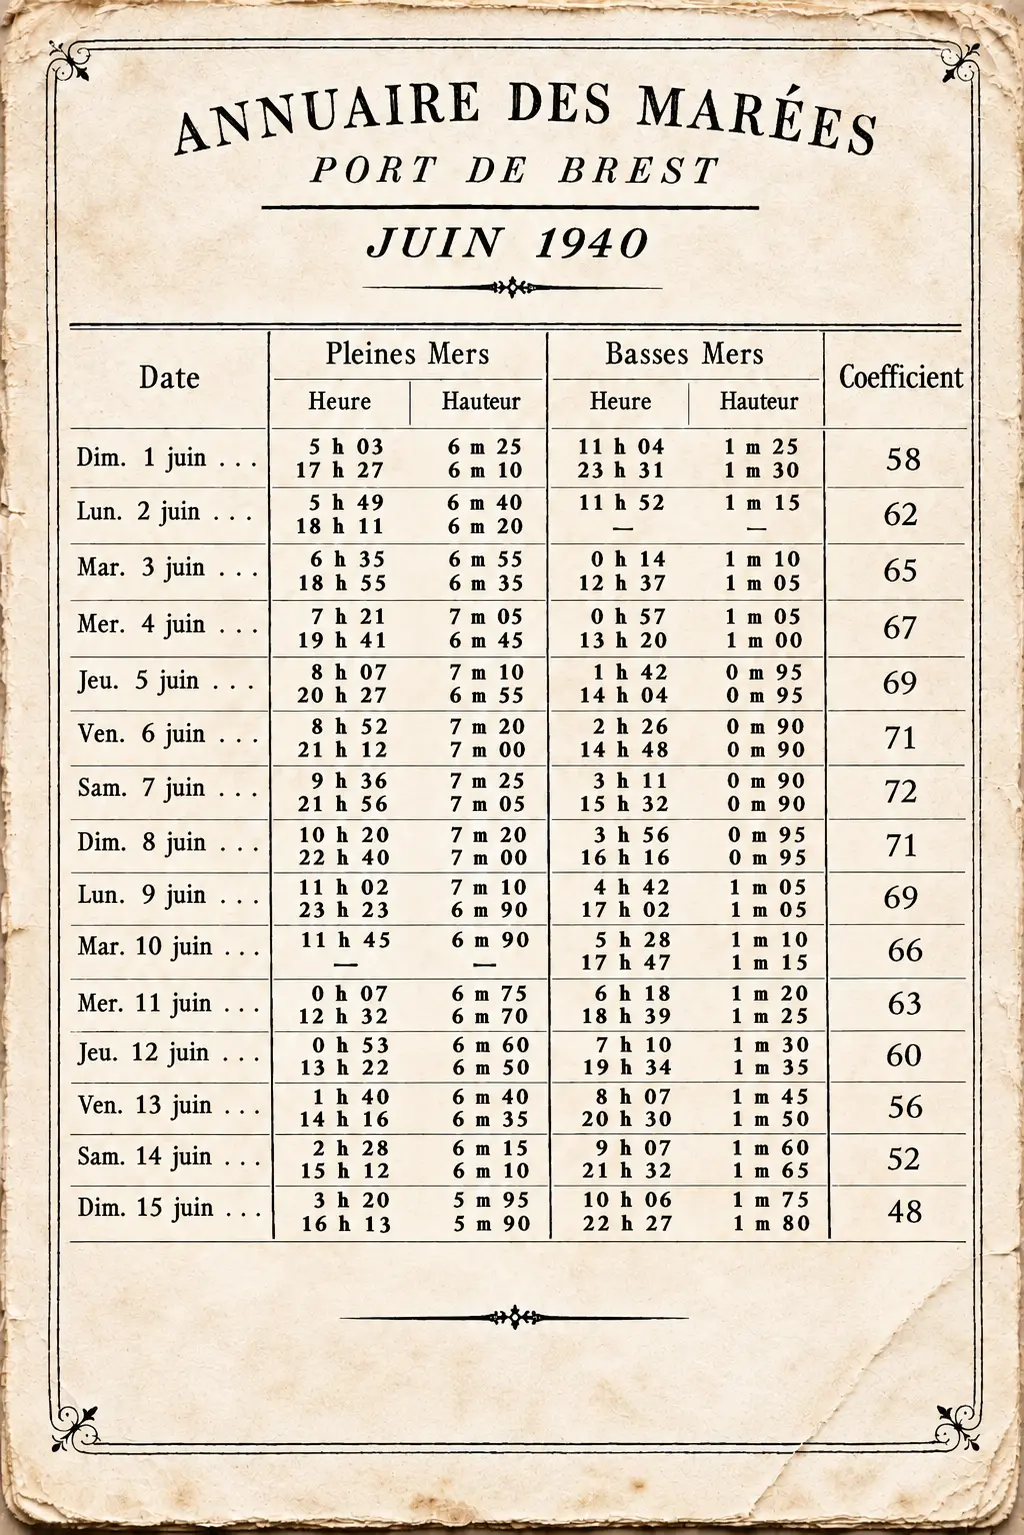 ANNUAIRE DES MARÉES
PORT DE BREST
JUIN 1940
Date Pleines Mers Basses Mers Coefficient
Heure Hauteur Heure Hauteur
Dim. 1 juin . . . 5 h 03 6 m 25 11 h 04 1 m 25 58
17 h 27 6 m 10 23 h 31 1 m 30
Lun. 2 juin . . . 5 h 49 6 m 40 11 h 52 1 m 15 62
18 h 11 6 m 20 — —
Mar. 3 juin . . . 6 h 35 6 m 55 0 h 14 1 m 10 65
18 h 55 6 m 35 12 h 37 1 m 05
Mer. 4 juin . . . 7 h 21 7 m 05 0 h 57 1 m 05 67
19 h 41 6 m 45 13 h 20 1 m 00
Jeu. 5 juin . . . 8 h 07 7 m 10 1 h 42 0 m 95 69
20 h 27 6 m 55 14 h 04 0 m 95
Ven. 6 juin . . . 8 h 52 7 m 20 2 h 26 0 m 90 71
21 h 12 7 m 00 14 h 48 0 m 90
Sam. 7 juin . . . 9 h 36 7 m 25 3 h 11 0 m 90 72
21 h 56 7 m 05 15 h 32 0 m 90
Dim. 8 juin . . . 10 h 20 7 m 20 3 h 56 0 m 95 71
22 h 40 7 m 00 16 h 16 0 m 95
Lun. 9 juin . . . 11 h 02 7 m 10 4 h 42 1 m 05 69
23 h 23 6 m 90 17 h 02 1 m 05
Mar. 10 juin . . . 11 h 45 6 m 90 5 h 28 1 m 10 66
— — 17 h 47 1 m 15
Mer. 11 juin . . . 0 h 07 6 m 75 6 h 18 1 m 20 63
12 h 32 6 m 70 18 h 39 1 m 25
Jeu. 12 juin . . . 0 h 53 6 m 60 7 h 10 1 m 30 60
13 h 22 6 m 50 19 h 34 1 m 35
Ven. 13 juin . . . 1 h 40 6 m 40 8 h 07 1 m 45 56
14 h 16 6 m 35 20 h 30 1 m 50
Sam. 14 juin . . . 2 h 28 6 m 15 9 h 07 1 m 60 52
15 h 12 6 m 10 21 h 32 1 m 65
Dim. 15 juin . . . 3 h 20 5 m 95 10 h 06 1 m 75 48
16 h 13 5 m 90 22 h 27 1 m 80